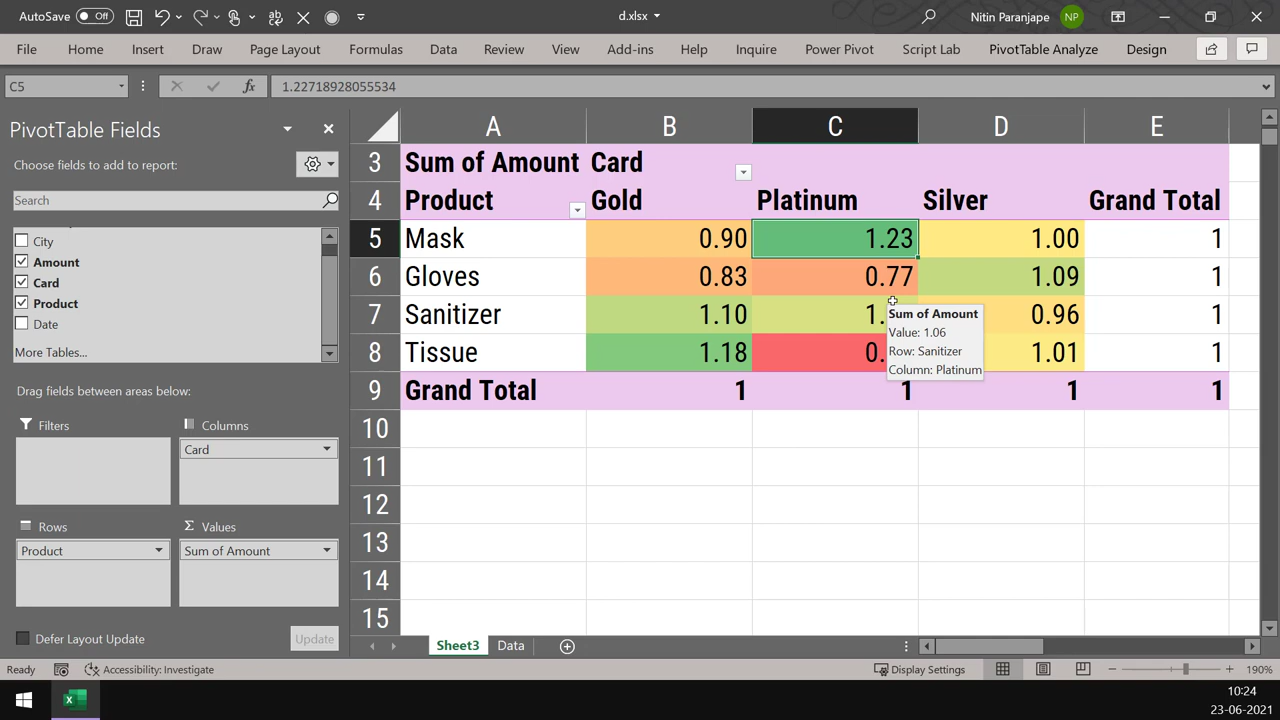 AutoSave Off d.xlsx Nitin Paranjape NP
File Home Insert Draw Page Layout Formulas Data Review View Add-ins Help Inquire Power Pivot Script Lab PivotTable Analyze Design
C5 fx 1.22718928055534
PivotTable Fields
Choose fields to add to report:
Search
City
Amount
Card
Product
Date
More Tables...
Drag fields between areas below:
Filters
Columns
Card
Rows
Product
Σ Values
Sum of Amount
Defer Layout Update Update
A B C D E
3 Sum of Amount Card
4 Product Gold Platinum Silver Grand Total
5 Mask 0.90 1.23 1.00 1
6 Gloves 0.83 0.77 1.09 1
7 Sanitizer 1.10 1. 0.96 1
8 Tissue 1.18 0. 1.01 1
9 Grand Total 1 1 1 1
10
11
12
13
14
15
Sum of Amount
Value: 1.06
Row: Sanitizer
Column: Platinum
Sheet3 Data
Ready Accessibility: Investigate Display Settings 190%
10:24
23-06-2021